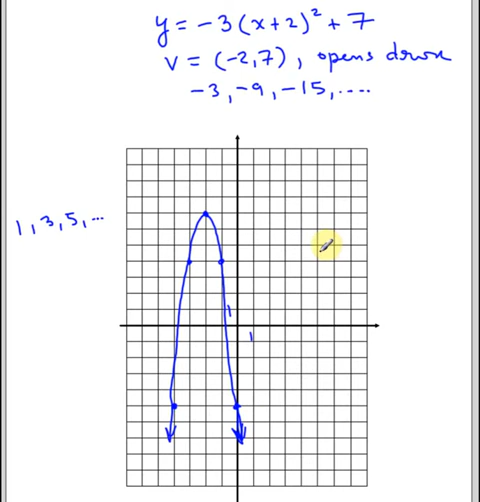 y = -3(x+2)² + 7
V = (-2,7), opens down
-3, -9, -15, ....
1, 3, 5, ...
1
1